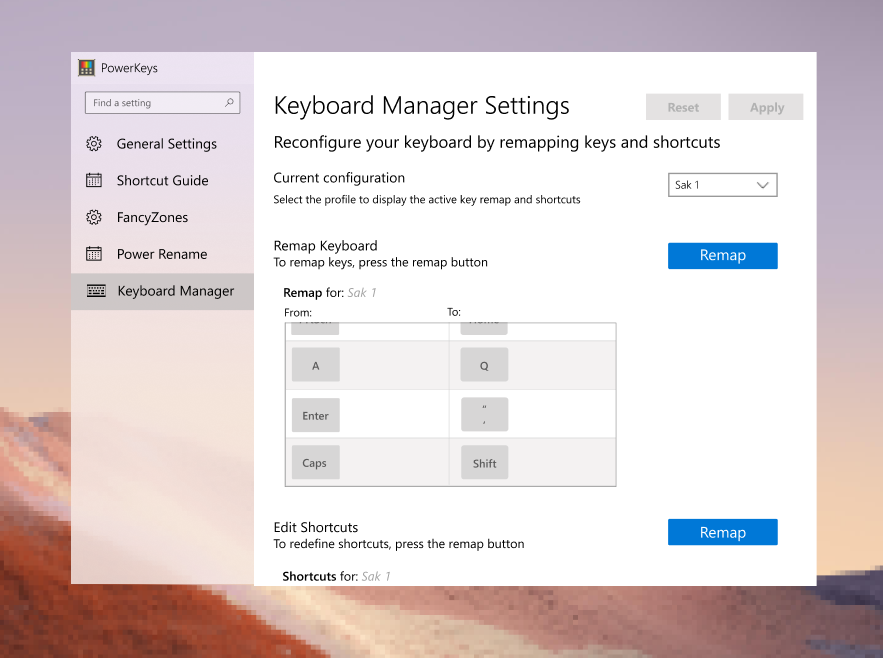 PowerKeys
Find a setting
General Settings
Shortcut Guide
FancyZones
Power Rename
Keyboard Manager
Keyboard Manager Settings
Reset
Apply
Reconfigure your keyboard by remapping keys and shortcuts
Current configuration
Select the profile to display the active key remap and shortcuts
Sak 1
Remap Keyboard
To remap keys, press the remap button
Remap
Remap for: Sak 1
From:
To:
A
Q
Enter
"
,
Caps
Shift
Edit Shortcuts
To redefine shortcuts, press the remap button
Remap
Shortcuts for: Sak 1